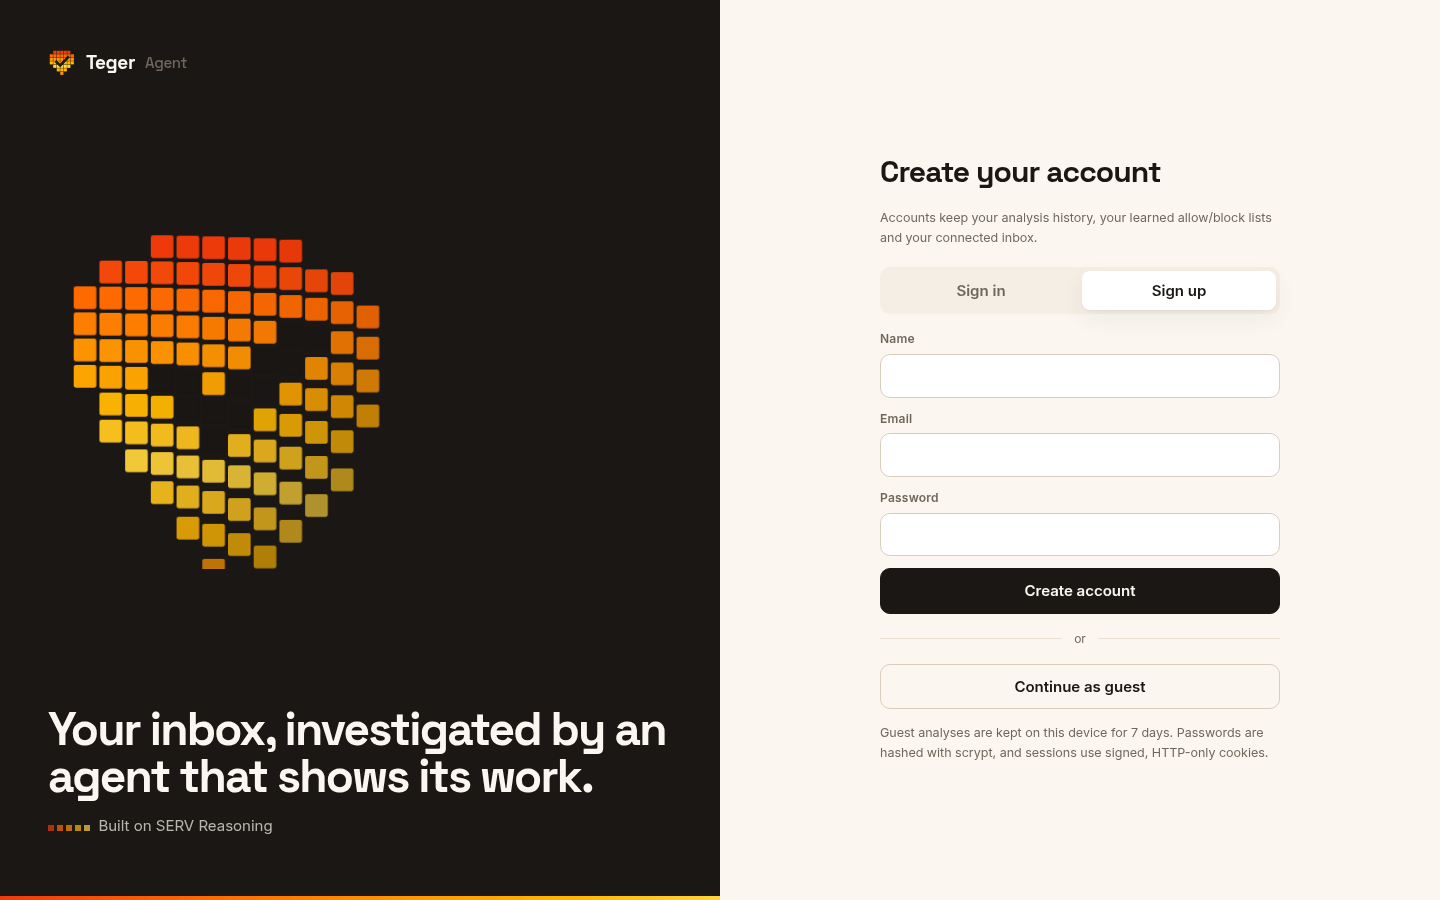 Teger Agent
Your inbox, investigated by an
agent that shows its work.
Built on SERV Reasoning
Create your account
Accounts keep your analysis history, your learned allow/block lists
and your connected inbox.
Sign in
Sign up
Name
Email
Password
Create account
or
Continue as guest
Guest analyses are kept on this device for 7 days. Passwords are
hashed with scrypt, and sessions use signed, HTTP-only cookies.